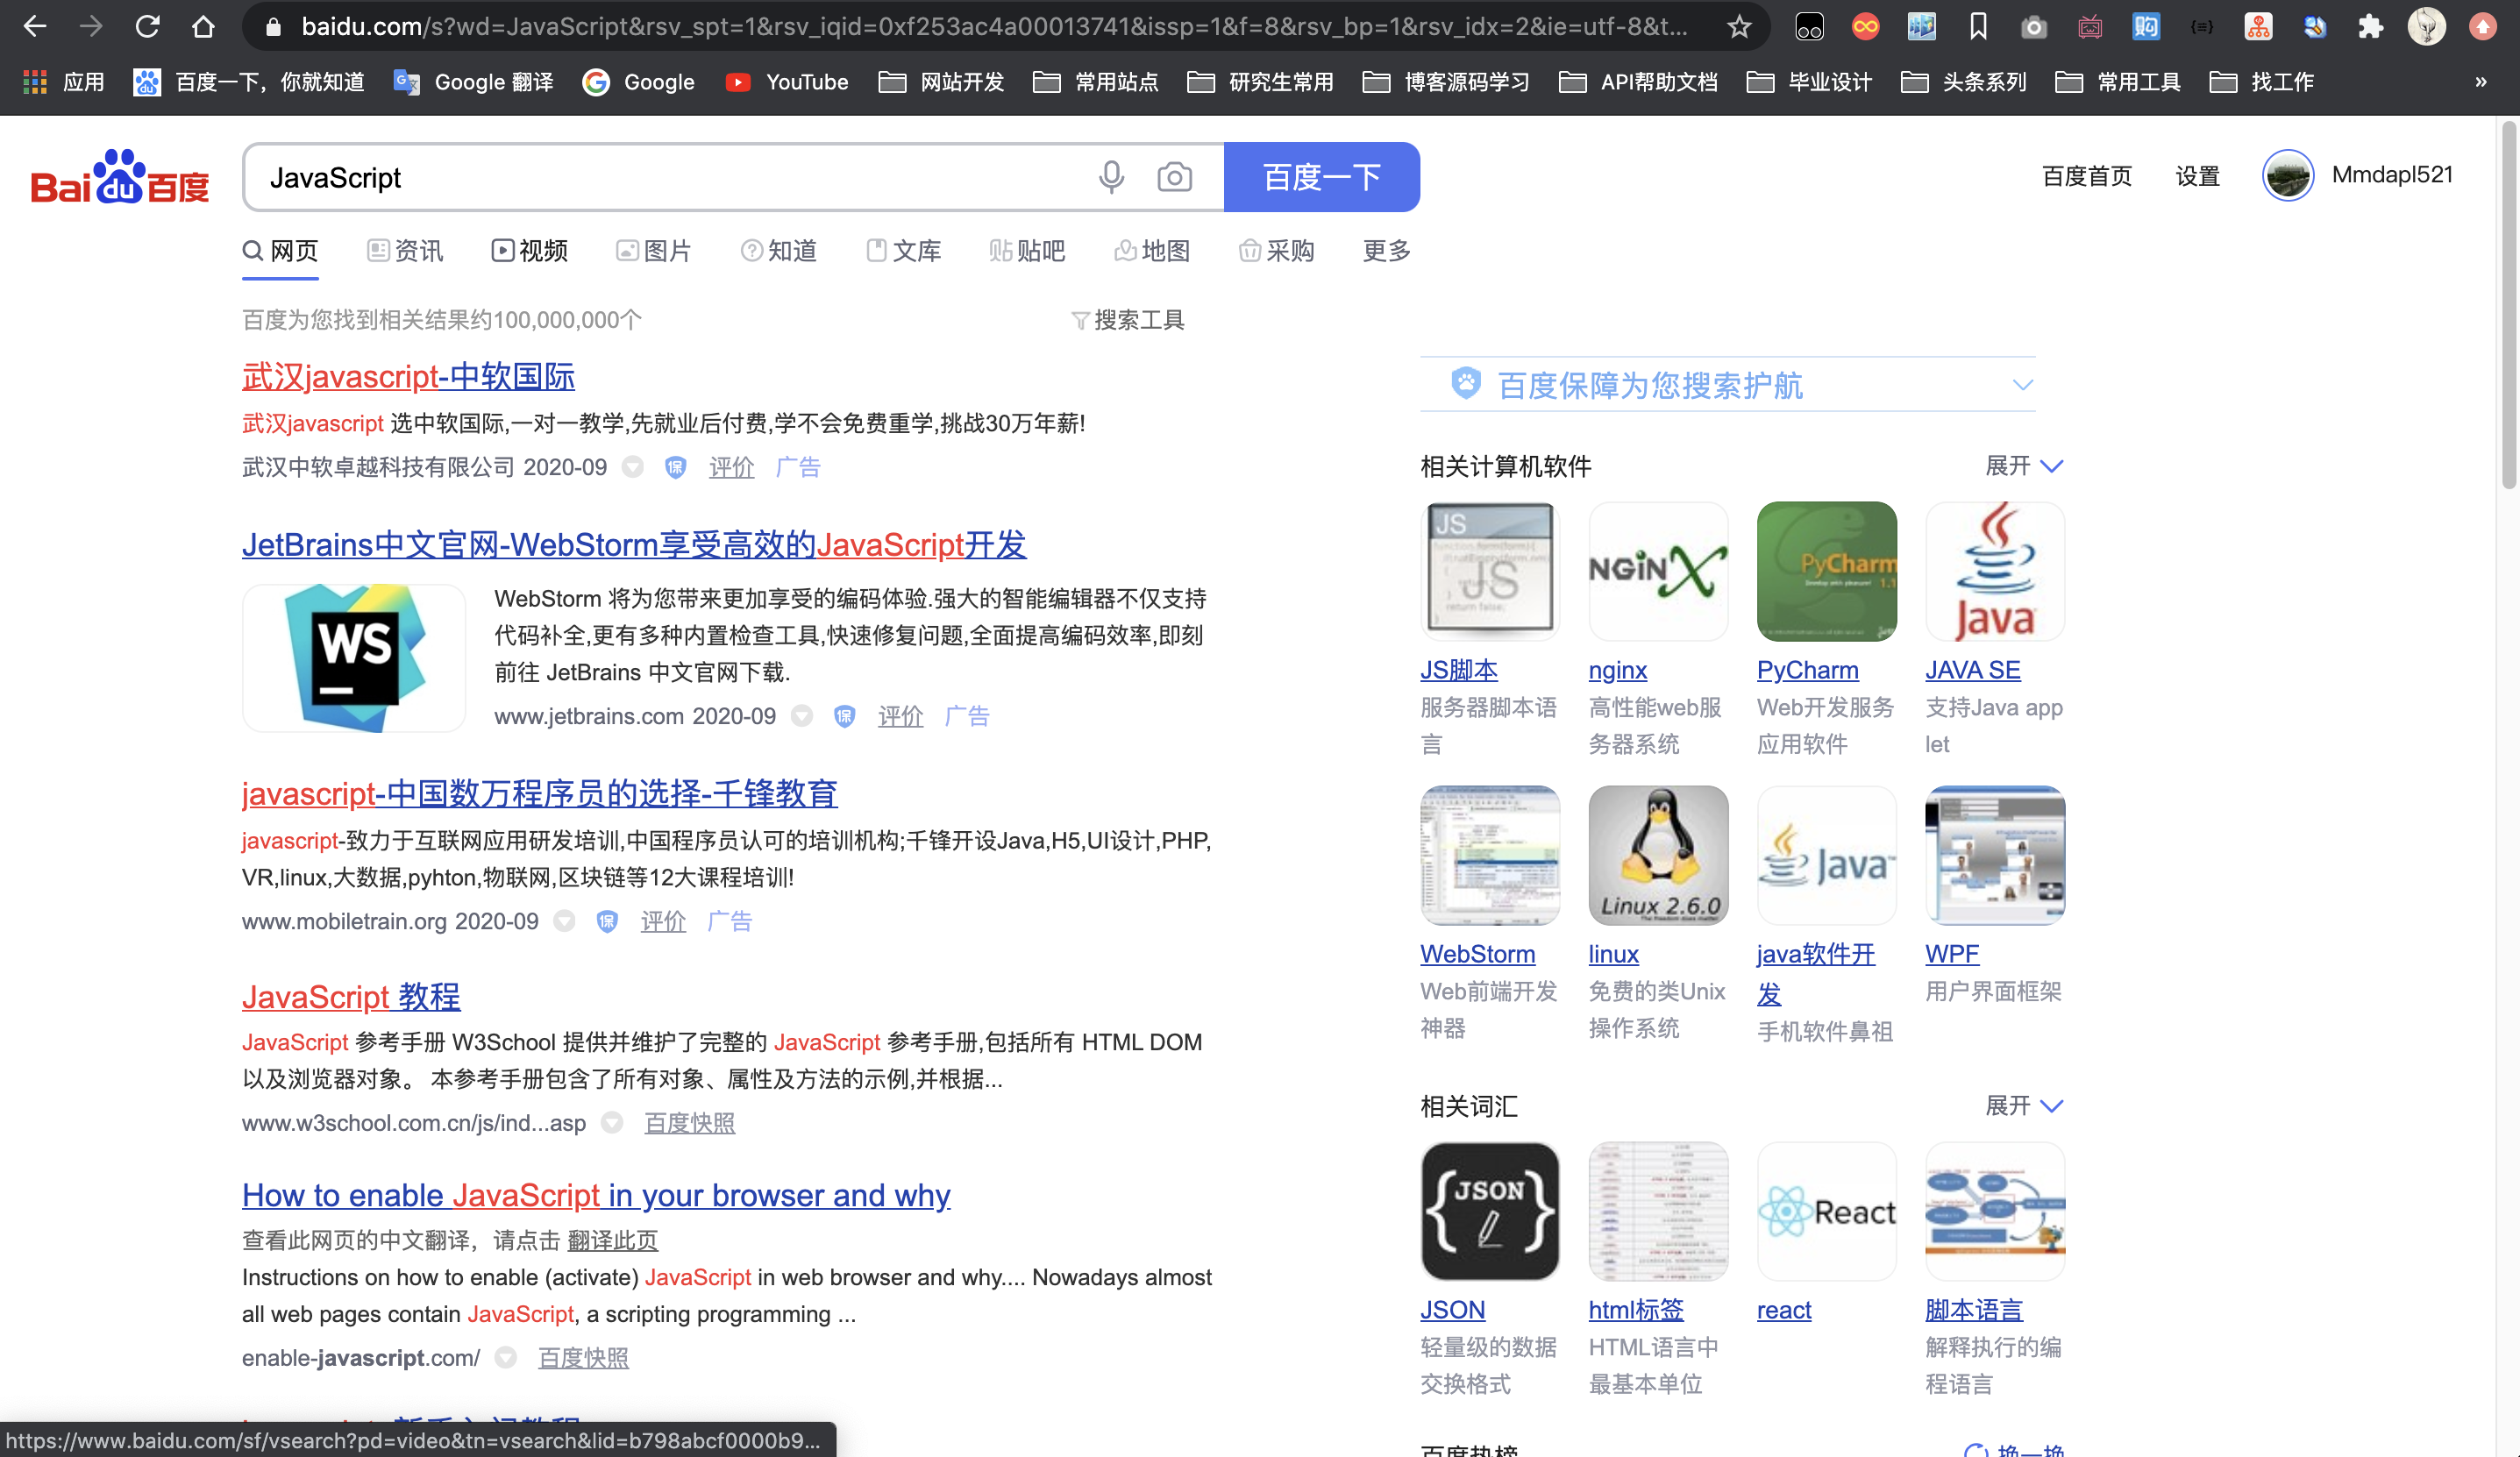 baidu.com/s?wd=JavaScript&rsv_spt=1&rsv_iqid=0xf253ac4a00013741&issp=1&f=8&rsv_bp=1&rsv_idx=2&ie=utf-8&t...
应用 百度一下，你就知道 Google 翻译 Google YouTube 网站开发 常用站点 研究生常用 博客源码学习 API帮助文档 毕业设计 头条系列 常用工具 找工作 »
Bai du 百度 JavaScript 百度一下 百度首页 设置 Mmdapl521
网页 资讯 视频 图片 知道 文库 贴吧 地图 采购 更多
百度为您找到相关结果约100,000,000个 搜索工具
武汉javascript-中软国际
武汉javascript 选中软国际,一对一教学,先就业后付费,学不会免费重学,挑战30万年薪!
武汉中软卓越科技有限公司 2020-09 保 评价 广告
JetBrains中文官网-WebStorm享受高效的JavaScript开发
WS
WebStorm 将为您带来更加享受的编码体验.强大的智能编辑器不仅支持
代码补全,更有多种内置检查工具,快速修复问题,全面提高编码效率,即刻
前往 JetBrains 中文官网下载.
www.jetbrains.com 2020-09 保 评价 广告
javascript-中国数万程序员的选择-千锋教育
javascript-致力于互联网应用研发培训,中国程序员认可的培训机构;千锋开设Java,H5,UI设计,PHP,
VR,linux,大数据,pyhton,物联网,区块链等12大课程培训!
www.mobiletrain.org 2020-09 保 评价 广告
JavaScript 教程
JavaScript 参考手册 W3School 提供并维护了完整的 JavaScript 参考手册,包括所有 HTML DOM
以及浏览器对象。 本参考手册包含了所有对象、属性及方法的示例,并根据...
www.w3school.com.cn/js/ind...asp 百度快照
How to enable JavaScript in your browser and why
查看此网页的中文翻译，请点击 翻译此页
Instructions on how to enable (activate) JavaScript in web browser and why.... Nowadays almost
all web pages contain JavaScript, a scripting programming ...
enable-javascript.com/ 百度快照
https://www.baidu.com/sf/vsearch?pd=video&tn=vsearch&lid=b798abcf0000b9...
百度保障为您搜索护航
相关计算机软件 展开
JS
JS
NGiNX
PyCharm
Java
JS脚本 nginx PyCharm JAVA SE
服务器脚本语 高性能web服 Web开发服务 支持Java app
言 务器系统 应用软件 let
Linux 2.6.0
Java
WebStorm linux java软件开 WPF
发
Web前端开发 免费的类Unix 用户界面框架
神器 操作系统 手机软件鼻祖
相关词汇 展开
JSON
React
JSON html标签 react 脚本语言
轻量级的数据 HTML语言中 解释执行的编
交换格式 最基本单位 程语言
百度热榜 换一换